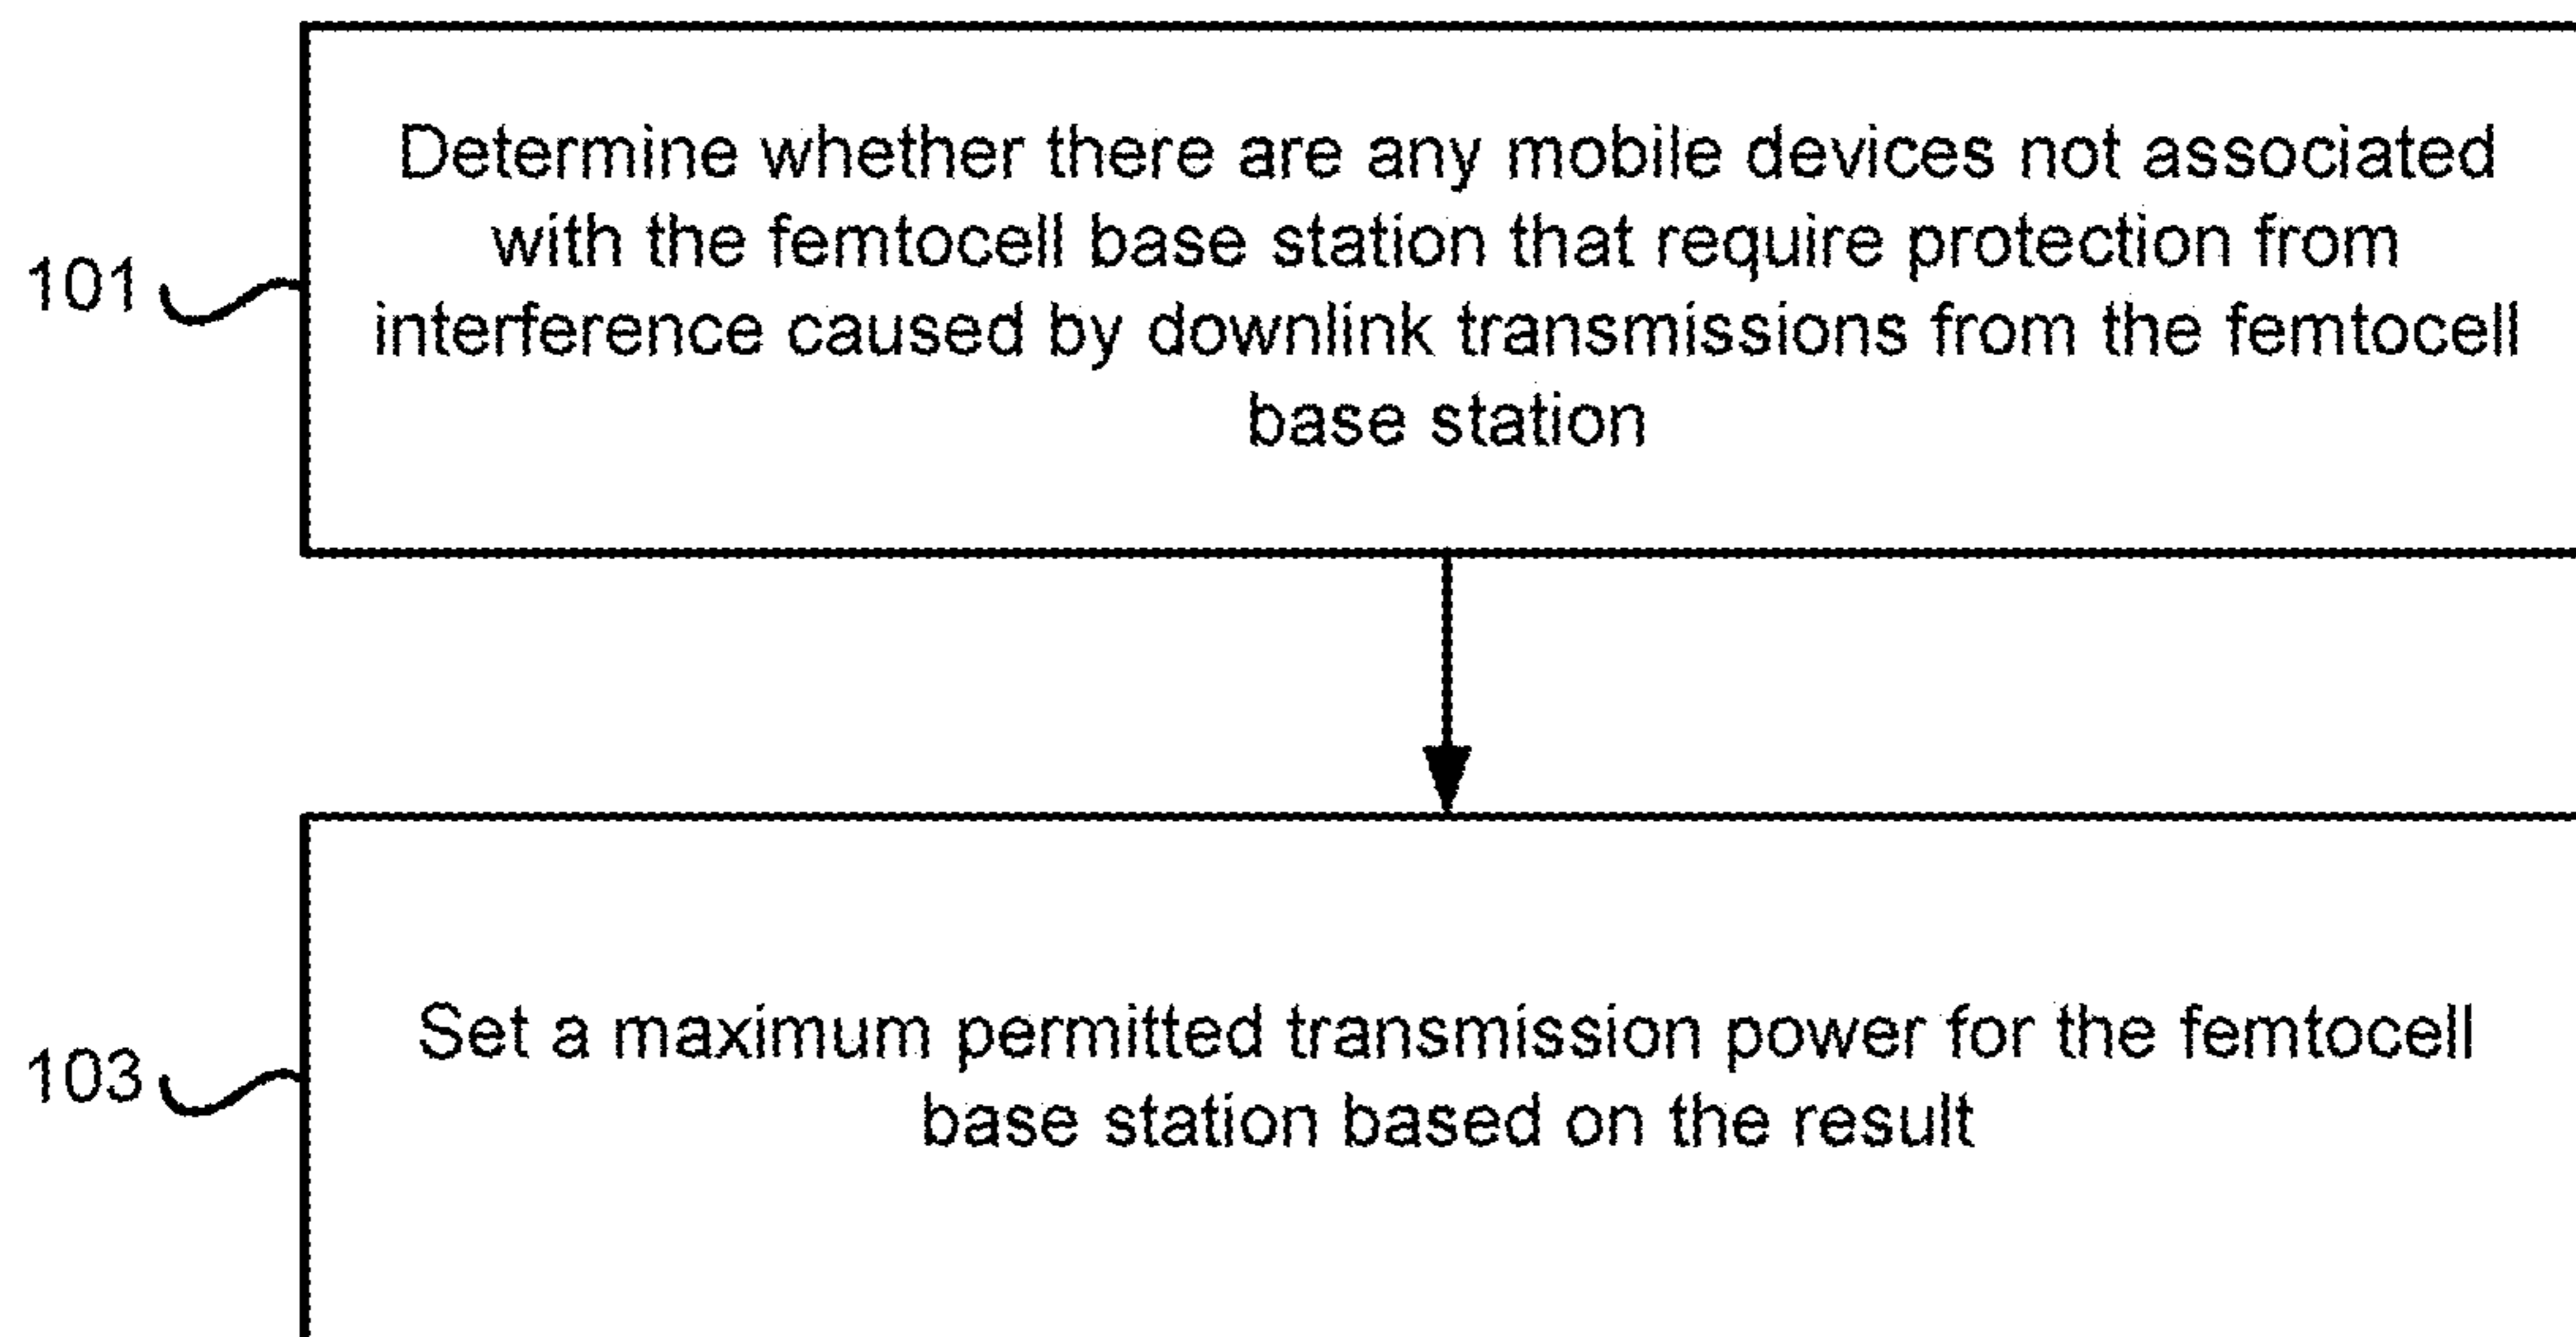 Determine whether there are any mobile devices not associated
with the femtocell base station that require protection from
101
interference caused by downlink transmissions from the femtocell
base station
Set a maximum permitted transmission power for the femtocell
103
base station based on the result